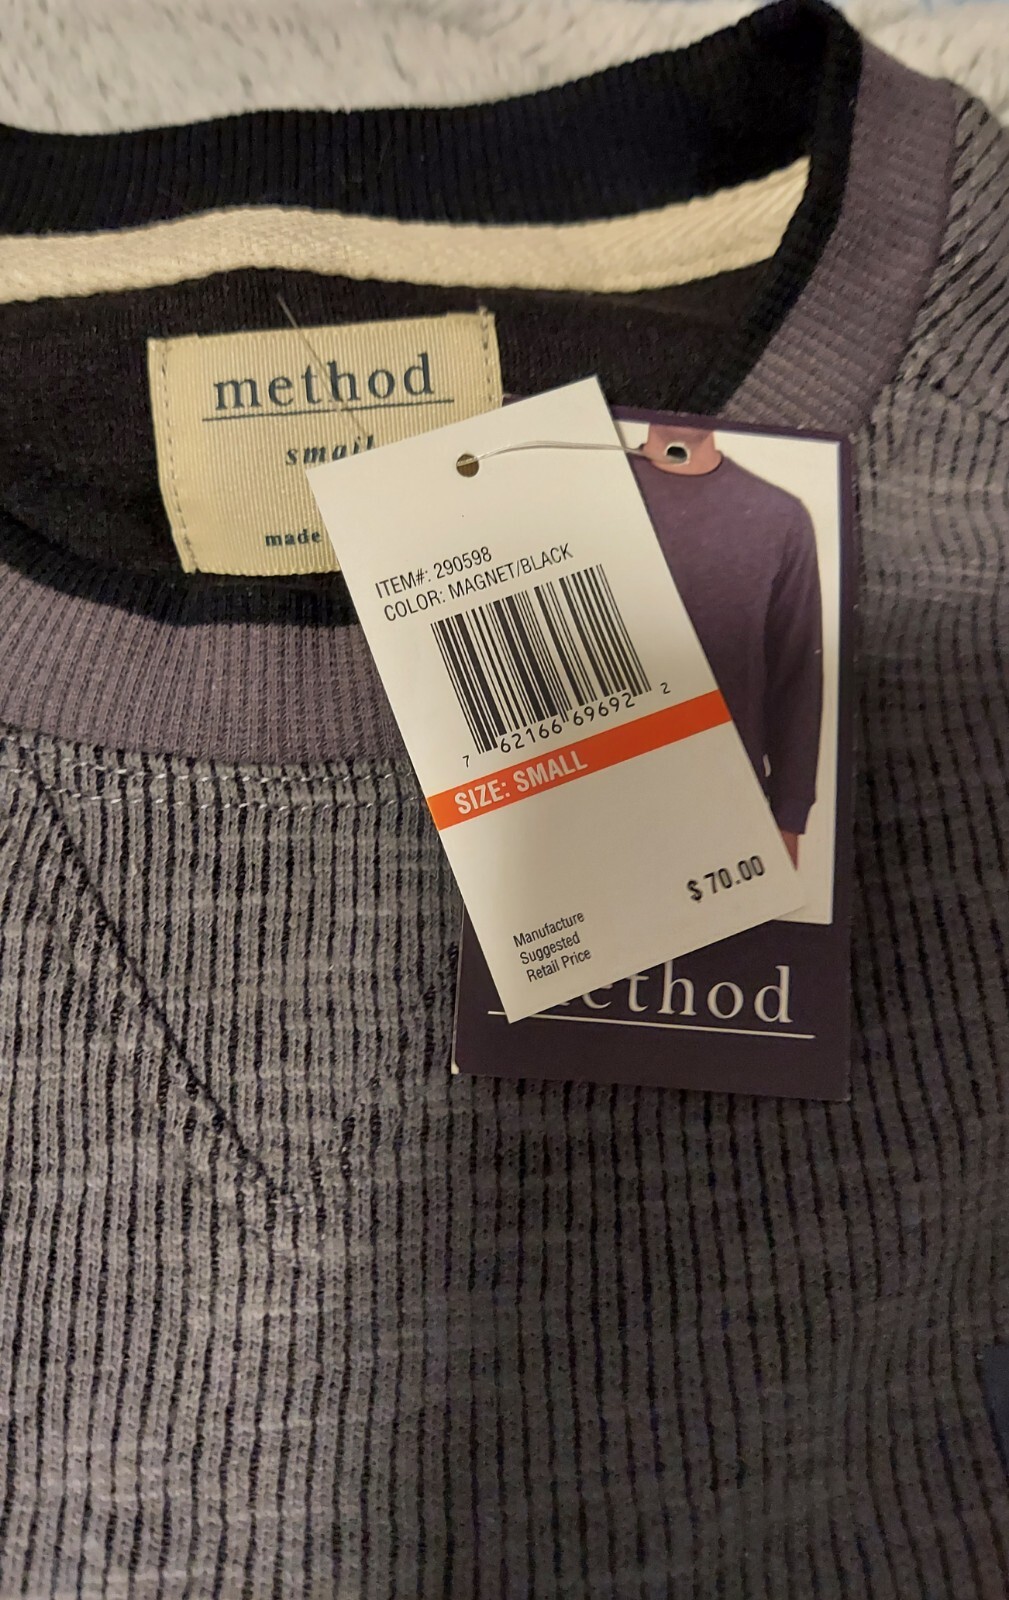 method
small
made
ITEM#: 290598
COLOR: MAGNET/BLACK
7 62166 69692 2
SIZE: SMALL
$ 70.00
Manufacture
Suggested
Retail Price
method